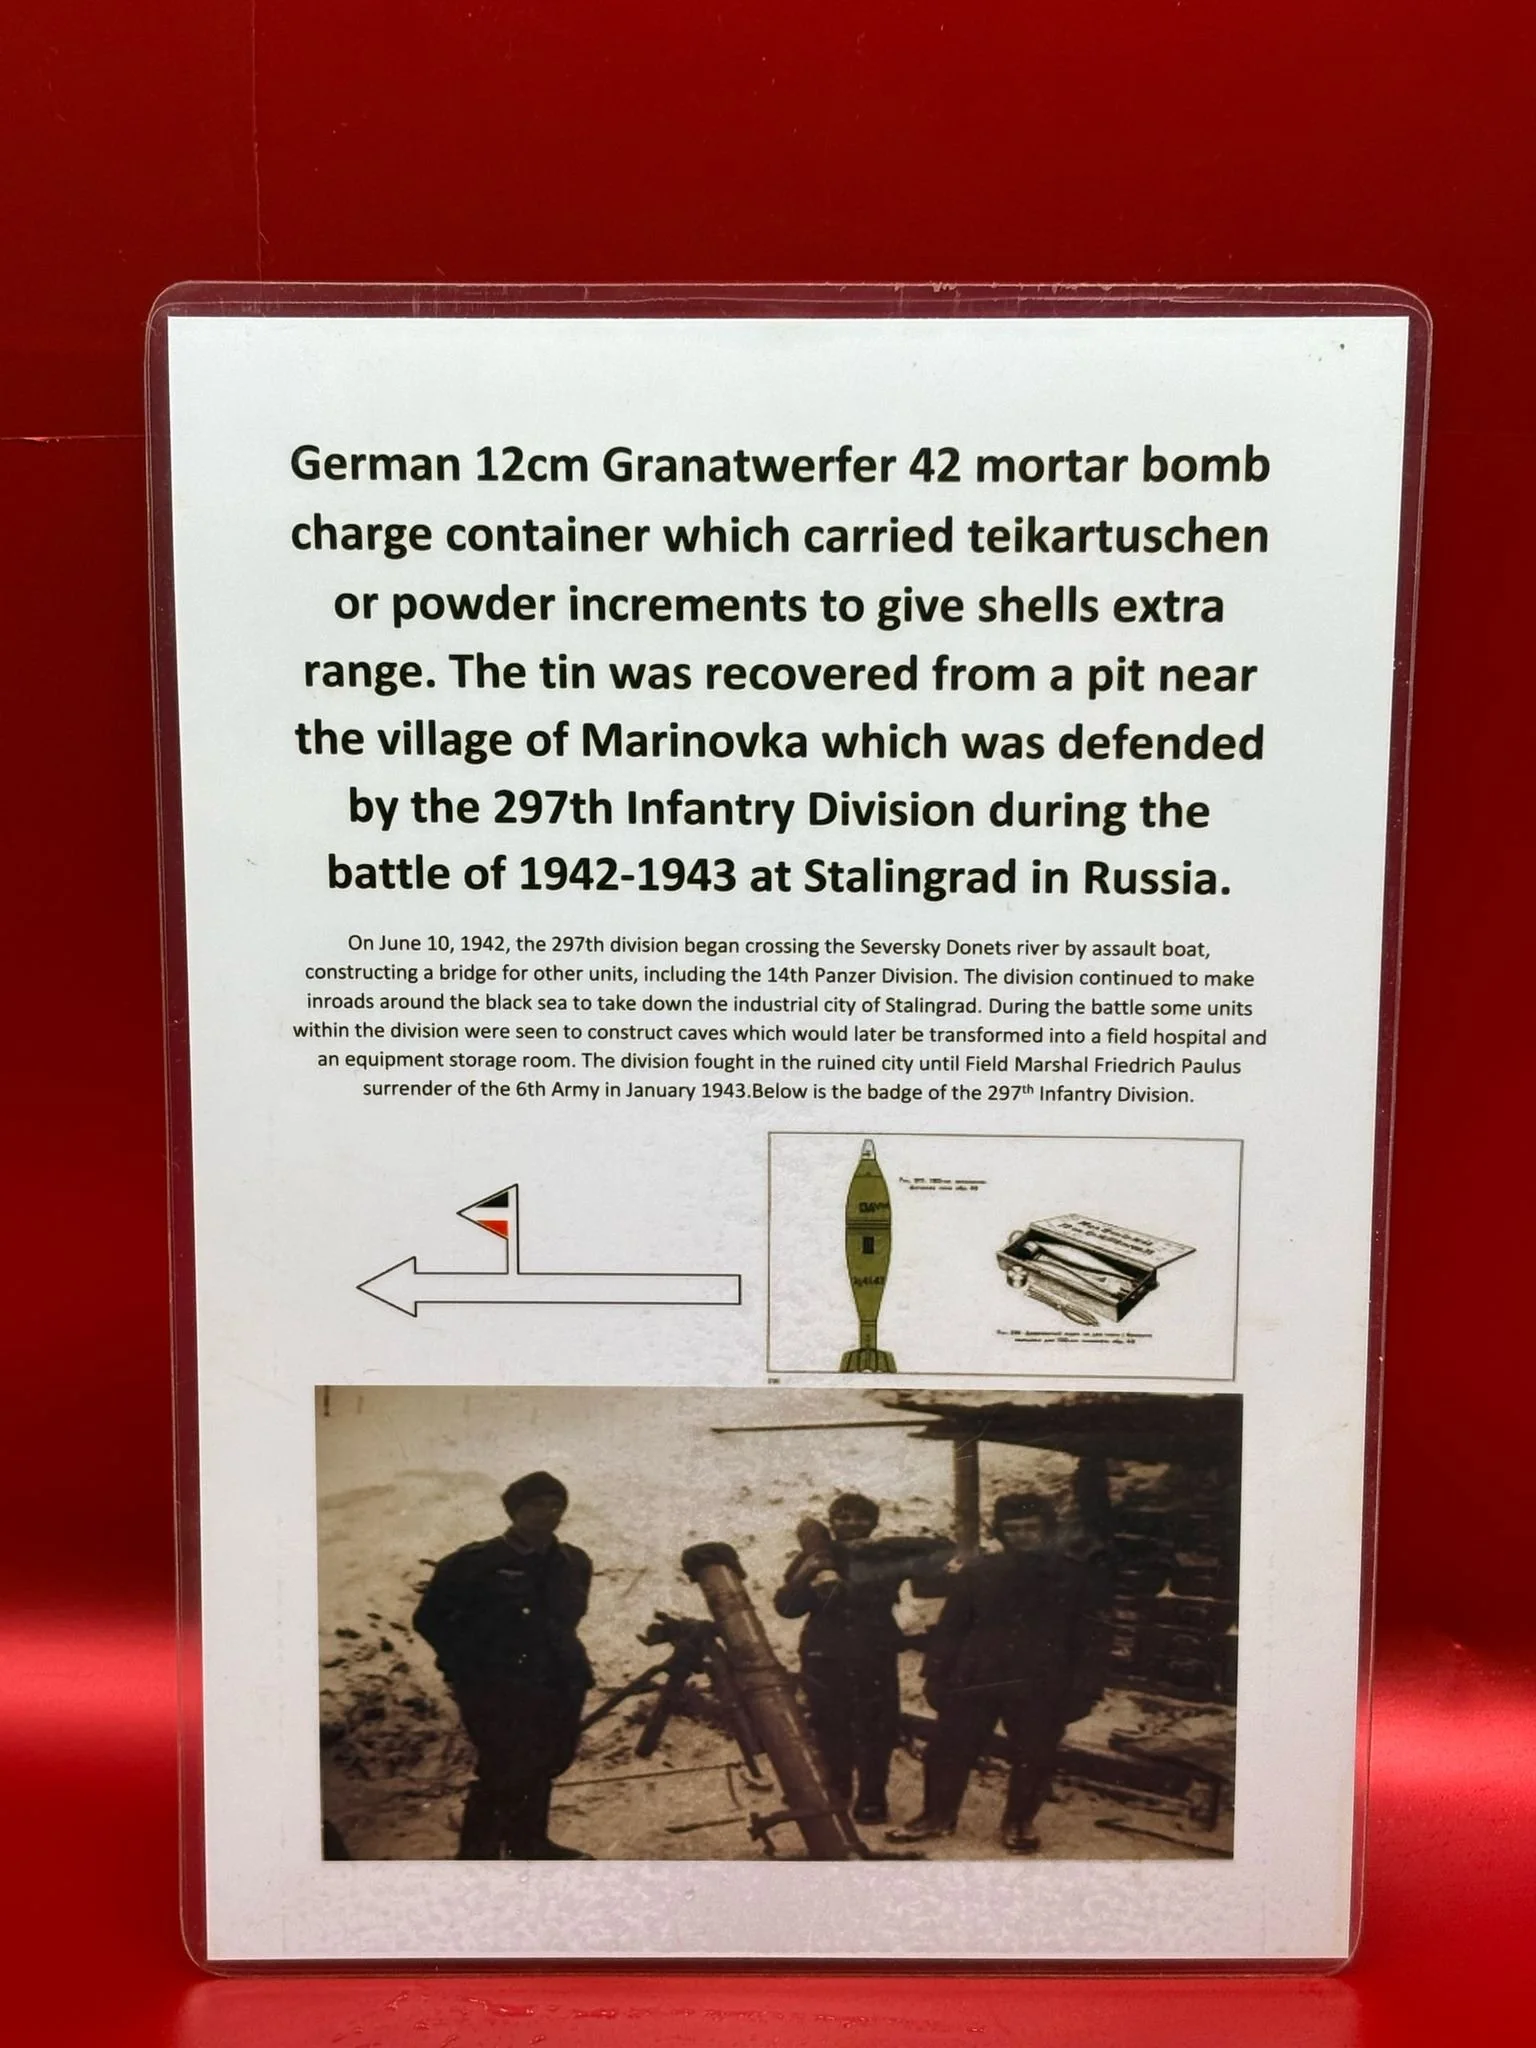 German 12cm Granatwerfer 42 mortar bomb
charge container which carried teikartuschen
or powder increments to give shells extra
range. The tin was recovered from a pit near
the village of Marinovka which was defended
by the 297th Infantry Division during the
battle of 1942-1943 at Stalingrad in Russia.
On June 10, 1942, the 297th division began crossing the Seversky Donets river by assault boat,
constructing a bridge for other units, including the 14th Panzer Division. The division continued to make
inroads around the black sea to take down the industrial city of Stalingrad. During the battle some units
within the division were seen to construct caves which would later be transformed into a field hospital and
an equipment storage room. The division fought in the ruined city until Field Marshal Friedrich Paulus
surrender of the 6th Army in January 1943.Below is the badge of the 297th Infantry Division.